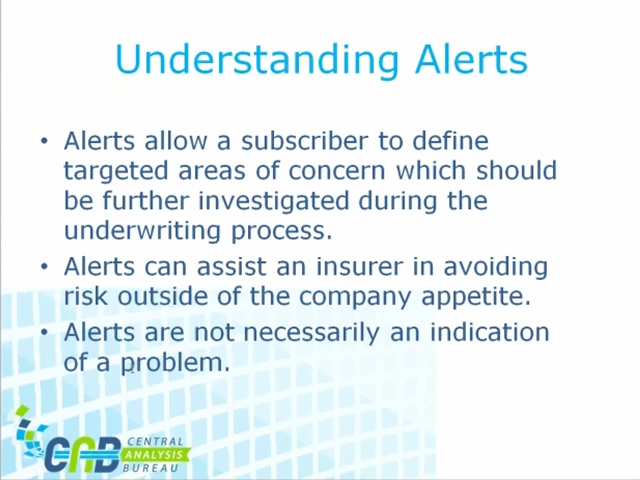 Understanding Alerts
• Alerts allow a subscriber to define
targeted areas of concern which should
be further investigated during the
underwriting process.
• Alerts can assist an insurer in avoiding
risk outside of the company appetite.
• Alerts are not necessarily an indication
of a problem.
CAB
CENTRAL
ANALYSIS
BUREAU